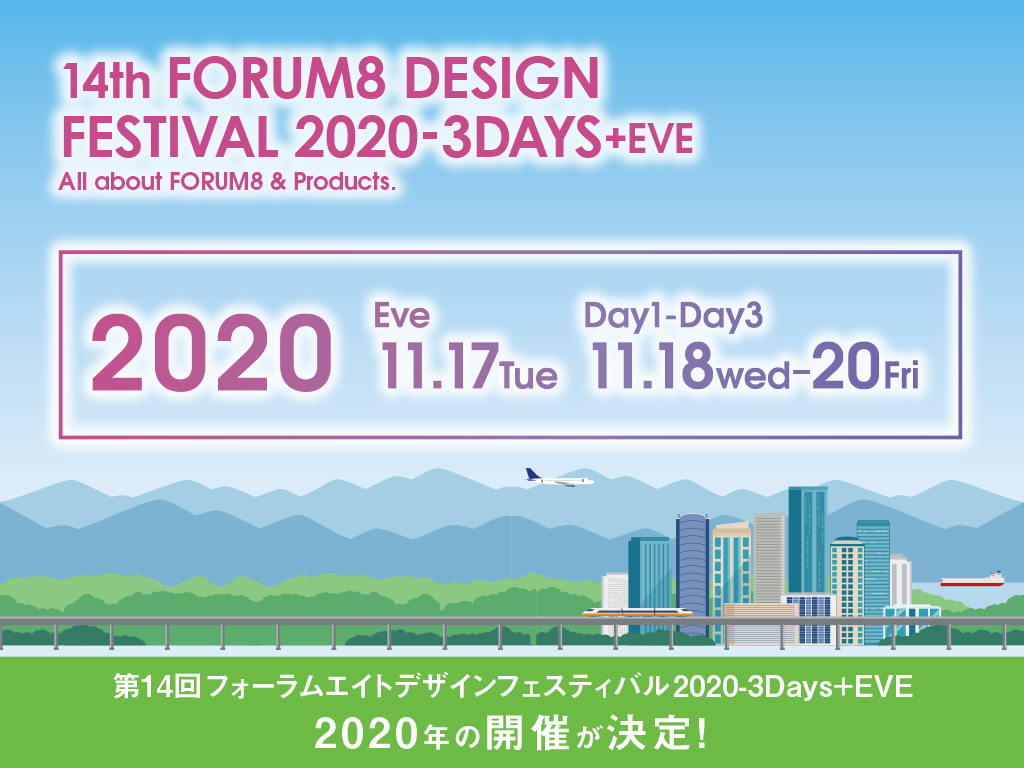 14th FORUM8 DESIGN
FESTIVAL 2020-3DAYS+EVE
All about FORUM8 & Products.
2020
Eve
11.17Tue
Day1-Day3
11.18wed-20Fri
第14回フォーラムエイトデザインフェスティバル2020-3Days+EVE
2020年の開催が決定!